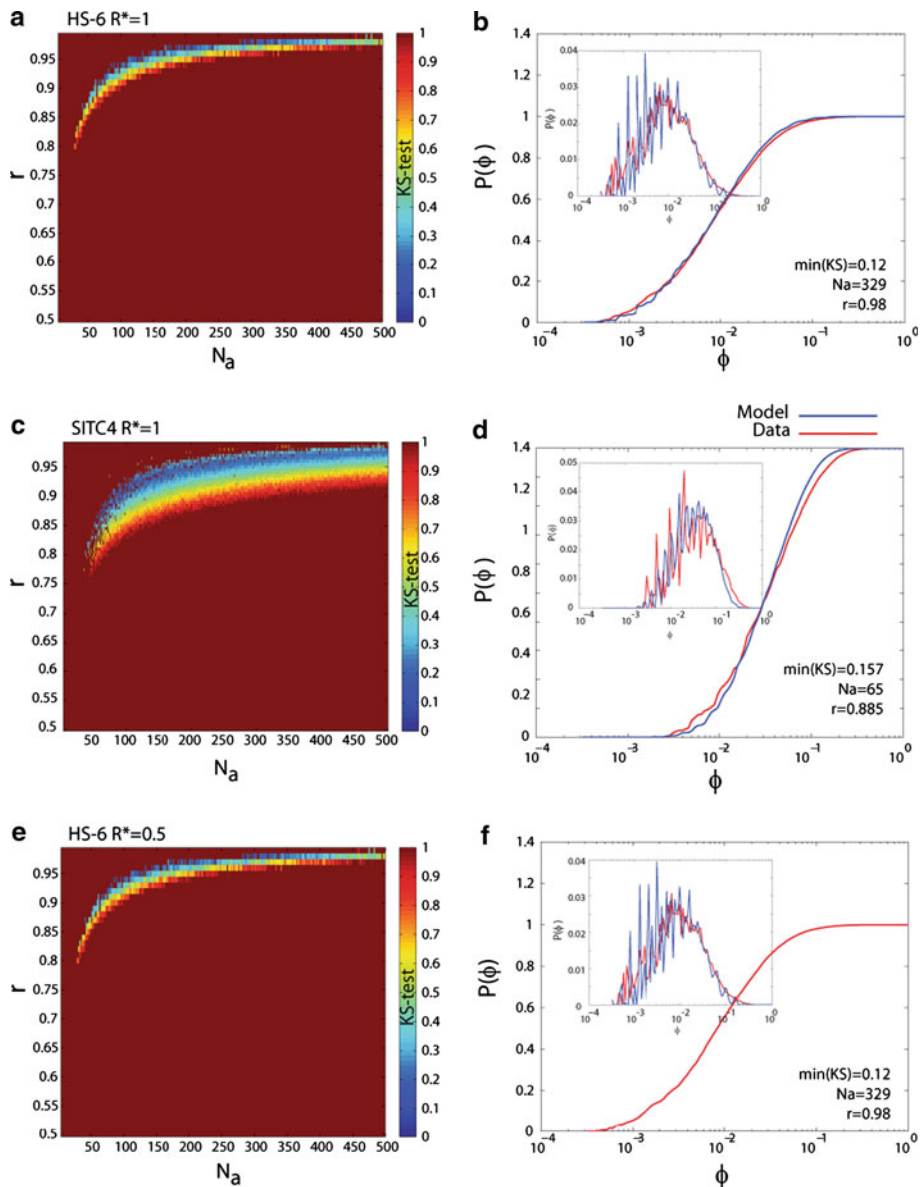 a
HS-6 R*=1
r
0.95
0.9
0.85
0.8
0.75
0.7
0.65
0.6
0.55
0.5
50 100 150 200 250 300 350 400 450 500
Na
KS-test
1
0.9
0.8
0.7
0.6
0.5
0.4
0.3
0.2
0.1
0
b
P(ϕ)
1.4
1.2
1
0.8
0.6
0.4
0.2
0
10-4 10-3 10-2 10-1 100
ϕ
P(ϕ)
0.04
0.03
0.02
0.01
0
10-4 10-3 10-2 10-1 100
ϕ
min(KS)=0.12
Na=329
r=0.98
c
SITC4 R*=1
r
0.95
0.9
0.85
0.8
0.75
0.7
0.65
0.6
0.55
0.5
50 100 150 200 250 300 350 400 450 500
Na
KS-test
1
0.9
0.8
0.7
0.6
0.5
0.4
0.3
0.2
0.1
0
Model
Data
d
P(ϕ)
1.4
1.2
1
0.8
0.6
0.4
0.2
0
10-4 10-3 10-2 10-1 100
ϕ
P(ϕ)
0.05
0.04
0.03
0.02
0.01
0
10-4 10-3 10-2 10-1 100
ϕ
min(KS)=0.157
Na=65
r=0.885
e
HS-6 R*=0.5
r
0.95
0.9
0.85
0.8
0.75
0.7
0.65
0.6
0.55
0.5
50 100 150 200 250 300 350 400 450 500
Na
KS-test
1
0.9
0.8
0.7
0.6
0.5
0.4
0.3
0.2
0.1
0
f
P(ϕ)
1.4
1.2
1
0.8
0.6
0.4
0.2
0
10-4 10-3 10-2 10-1 100
ϕ
P(ϕ)
0.04
0.03
0.02
0.01
0
10-4 10-3 10-2 10-1 100
ϕ
min(KS)=0.12
Na=329
r=0.98